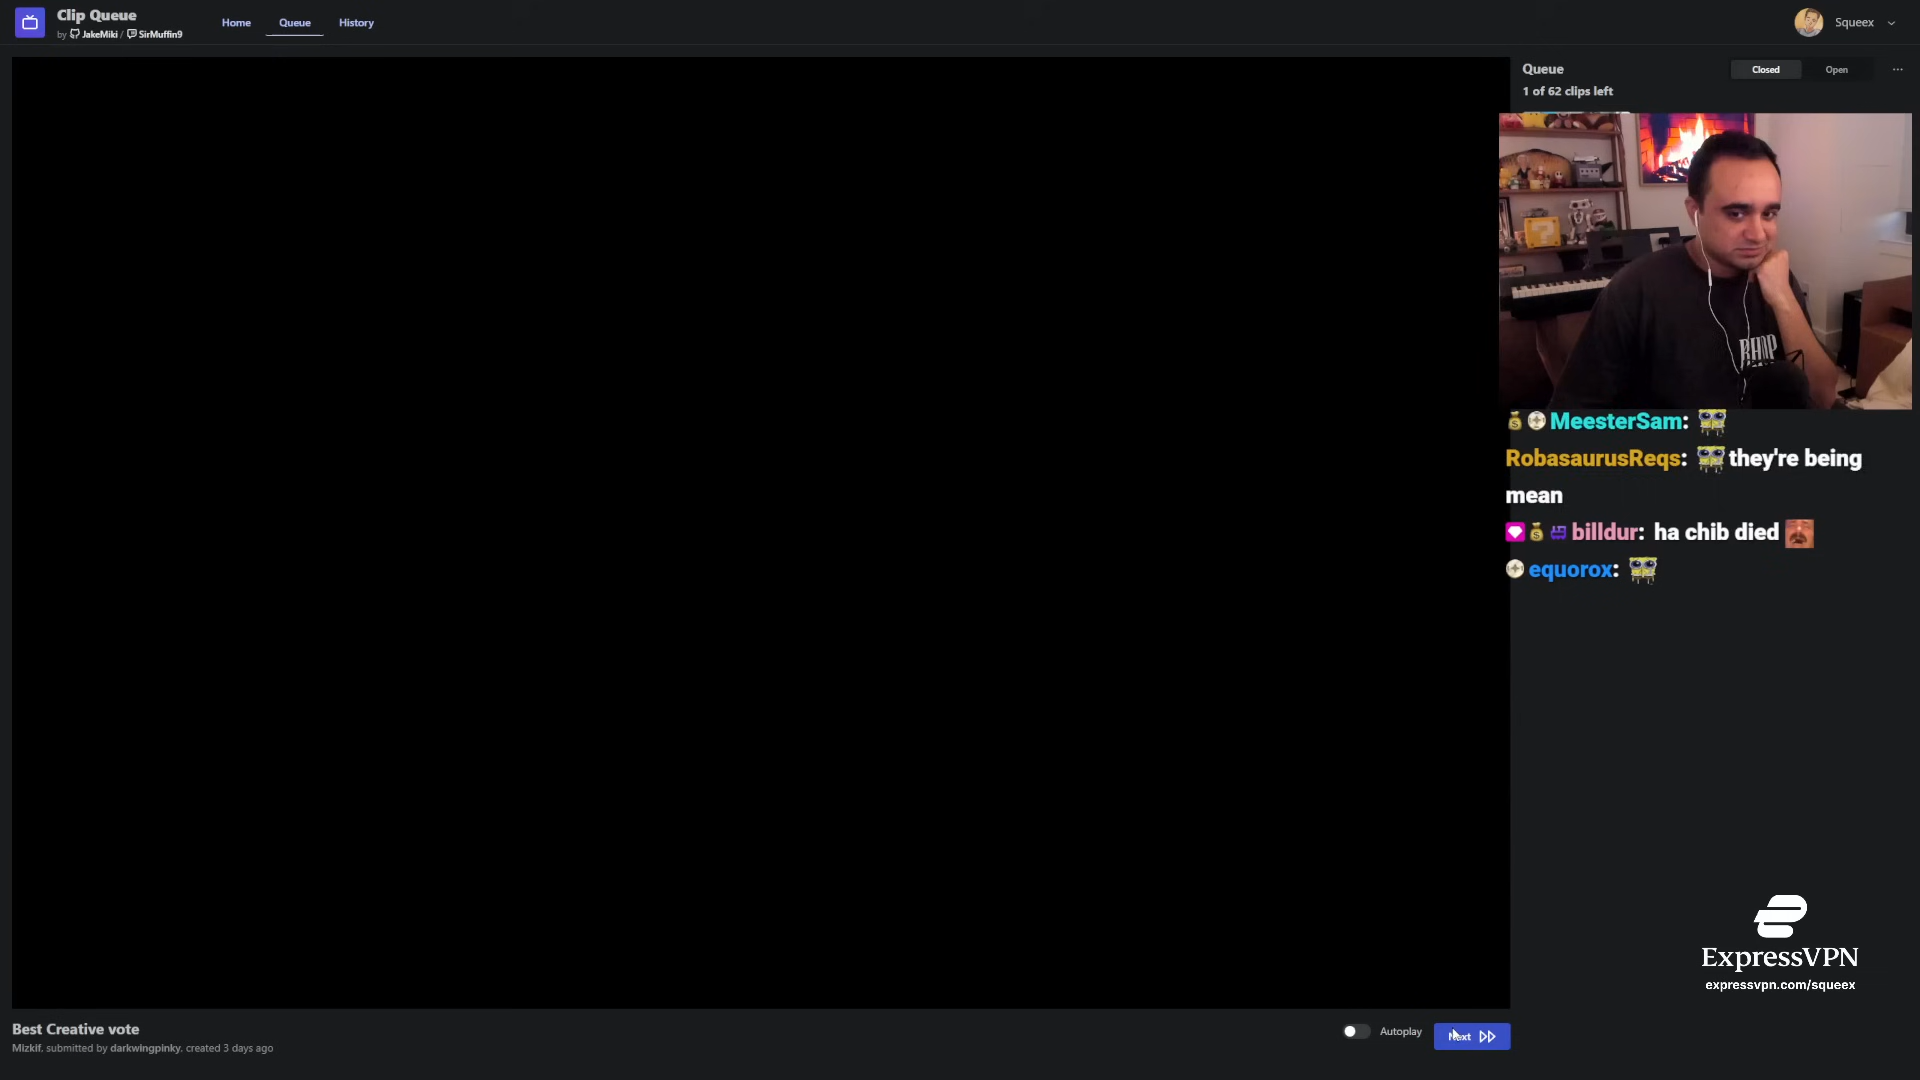 Clip Queue
by JakeMiki / SirMuffin9
Home
Queue
History
Squeex
Queue
Closed
Open
1 of 62 clips left
MeesterSam:
RobasaurusReqs: they're being
mean
billdur: ha chib died
equorox:
ExpressVPN
expressvpn.com/squeex
Best Creative vote
Mizkif, submitted by darkwingpinky, created 3 days ago
Autoplay
Next